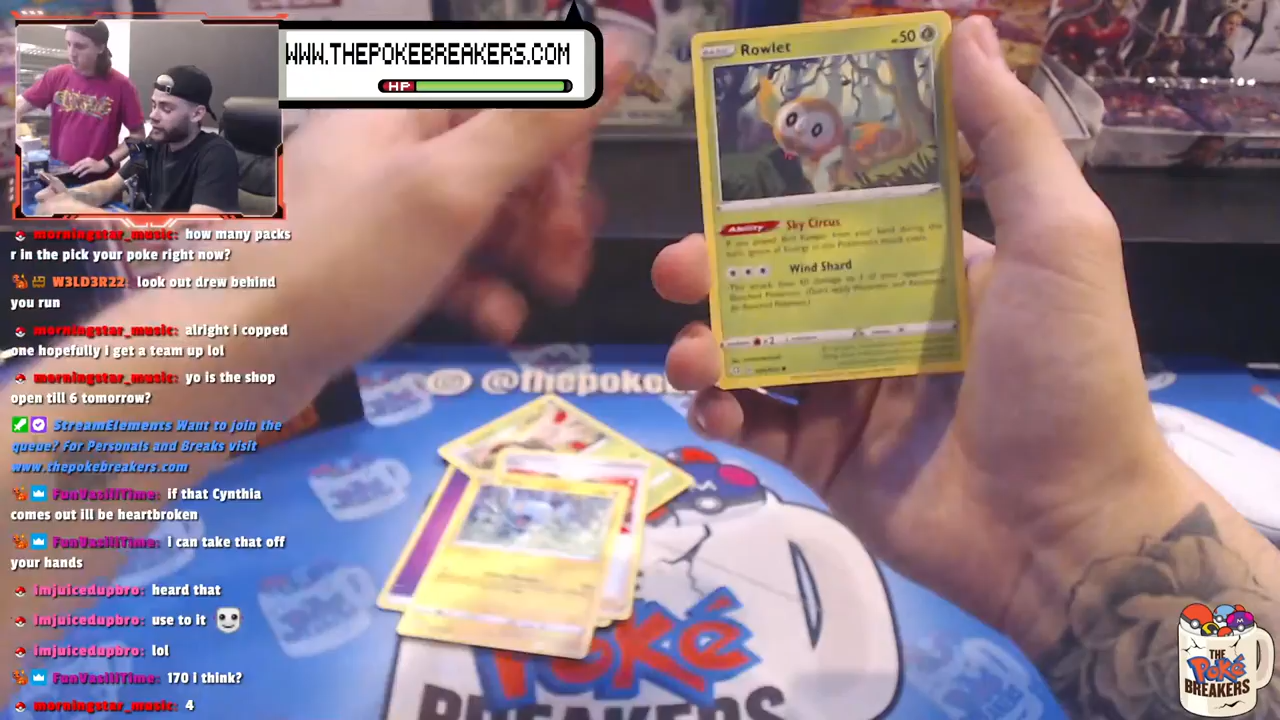 WWW.THEPOKEBREAKERS.COM
HP
morningstar_music: how many packs
r in the pick your poke right now?
W3LD3R22: look out drew behind
you run
morningstar_music: alright i copped
one hopefully i get a team up lol
morningstar_music: yo is the shop
open till 6 tomorrow?
StreamElements Want to join the
queue? For Personals and Breaks visit
www.thepokebreakers.com
FunVasiliTime: if that Cynthia
comes out ill be heartbroken
FunVasiliTime: i can take that off
your hands
imjuicedupbro: heard that
imjuicedupbro: use to it
imjuicedupbro: lol
FunVasiliTime: 170 I think?
morningstar_music: 4
Rowlet
50
Ability
Sky Circus
Wind Shard
@thepoke
Poké
BREAKERS
THE
Poké
BREAKERS